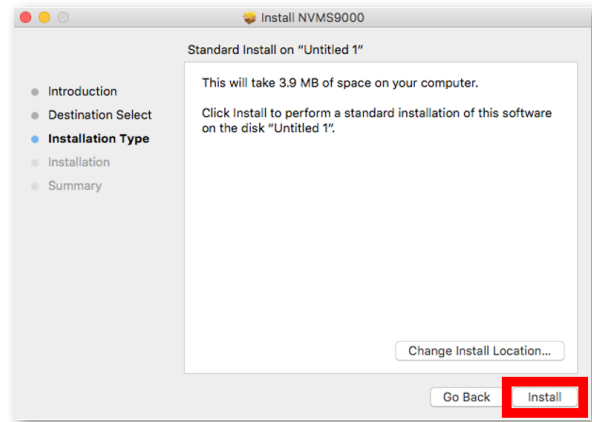 Install NVMS9000
Standard Install on “Untitled 1”
Introduction
Destination Select
Installation Type
Installation
Summary
This will take 3.9 MB of space on your computer.
Click Install to perform a standard installation of this software
on the disk “Untitled 1”.
Change Install Location...
Go Back
Install